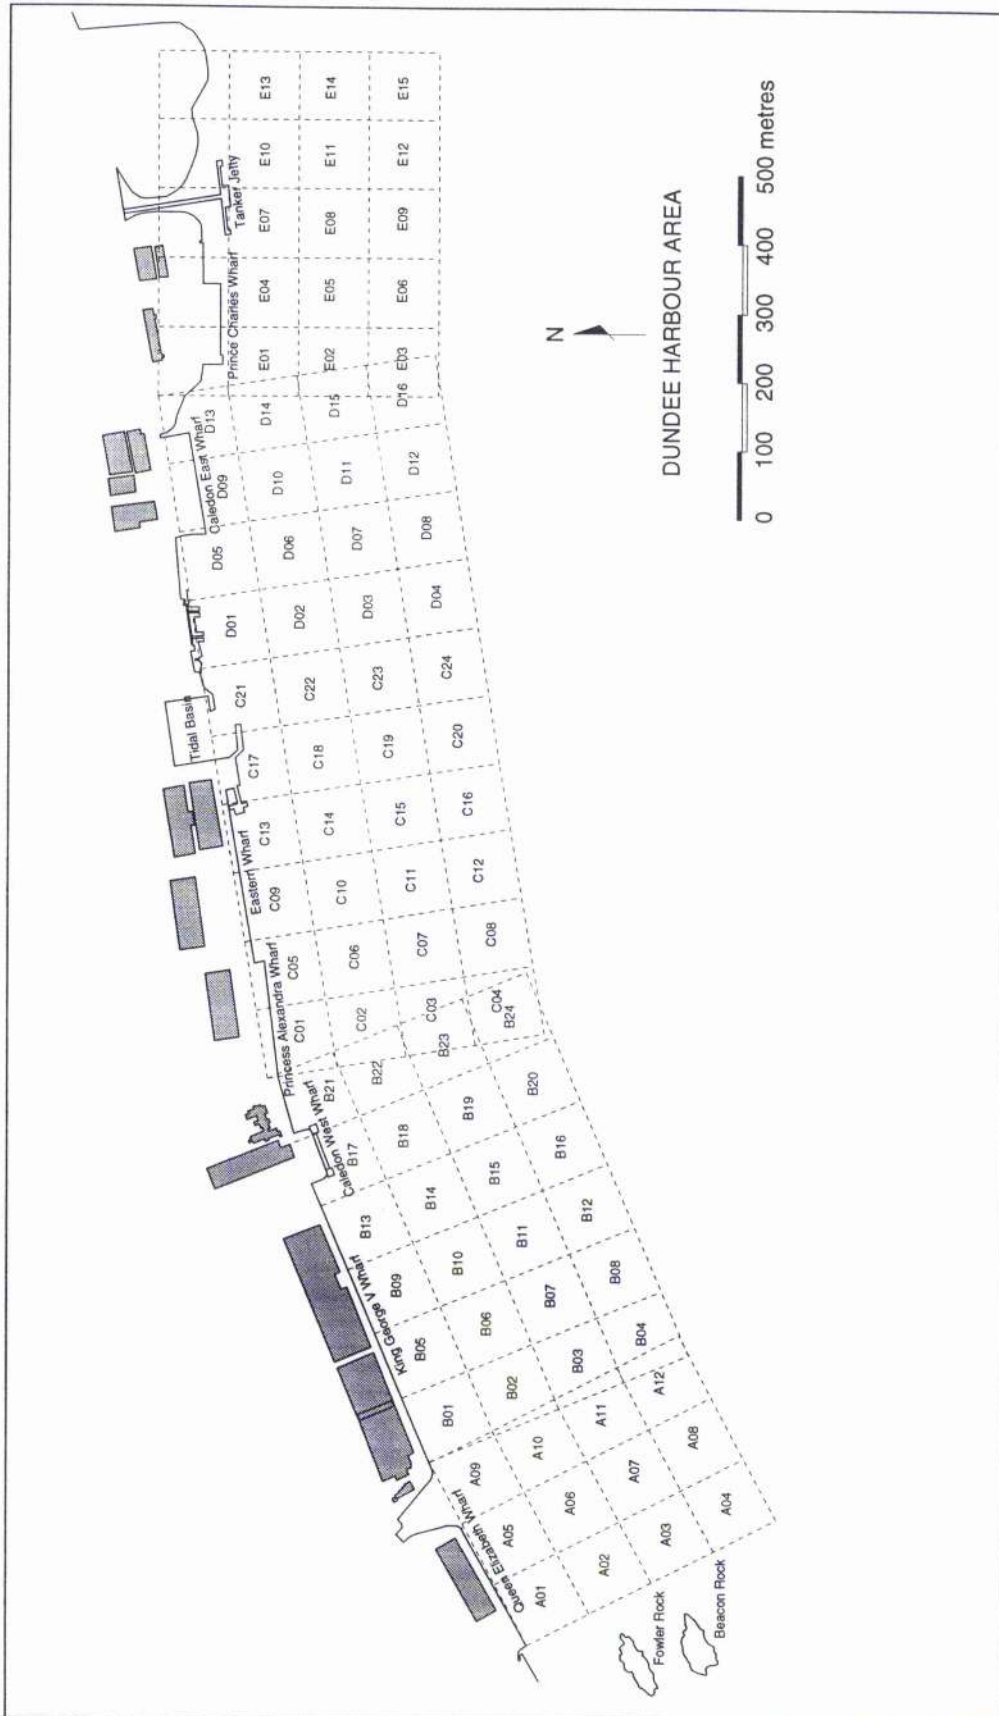 DUNDEE HARBOUR AREA
N
0 100 200 300 400 500 metres
Queen Elizabeth Wharf
King George V Wharf
Caledon West Wharf
Princess Alexandra Wharf
Eastern Wharf
Tidal Basin
Caledon East Wharf
Prince Charles Wharf
Tanker Jetty
Fowler Rock
Beacon Rock
A01
A02
A03
A04
A05
A06
A07
A08
A09
A10
A11
A12
B01
B02
B03
B04
B05
B06
B07
B08
B09
B10
B11
B12
B13
B14
B15
B16
B17
B18
B19
B20
B21
B22
B23
B24
C01
C02
C03
C04
C05
C06
C07
C08
C09
C10
C11
C12
C13
C14
C15
C16
C17
C18
C19
C20
C21
C22
C23
C24
D01
D02
D03
D04
D05
D06
D07
D08
D09
D10
D11
D12
D13
D14
D15
D16
E01
E02
E03
E04
E05
E06
E07
E08
E09
E10
E11
E12
E13
E14
E15